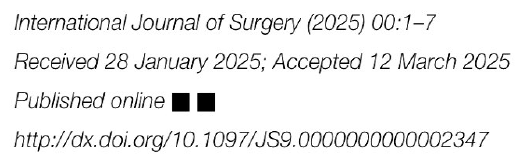 International Journal of Surgery (2025) 00:1–7
Received 28 January 2025; Accepted 12 March 2025
Published online ■ ■
http://dx.doi.org/10.1097/JS9.0000000000002347